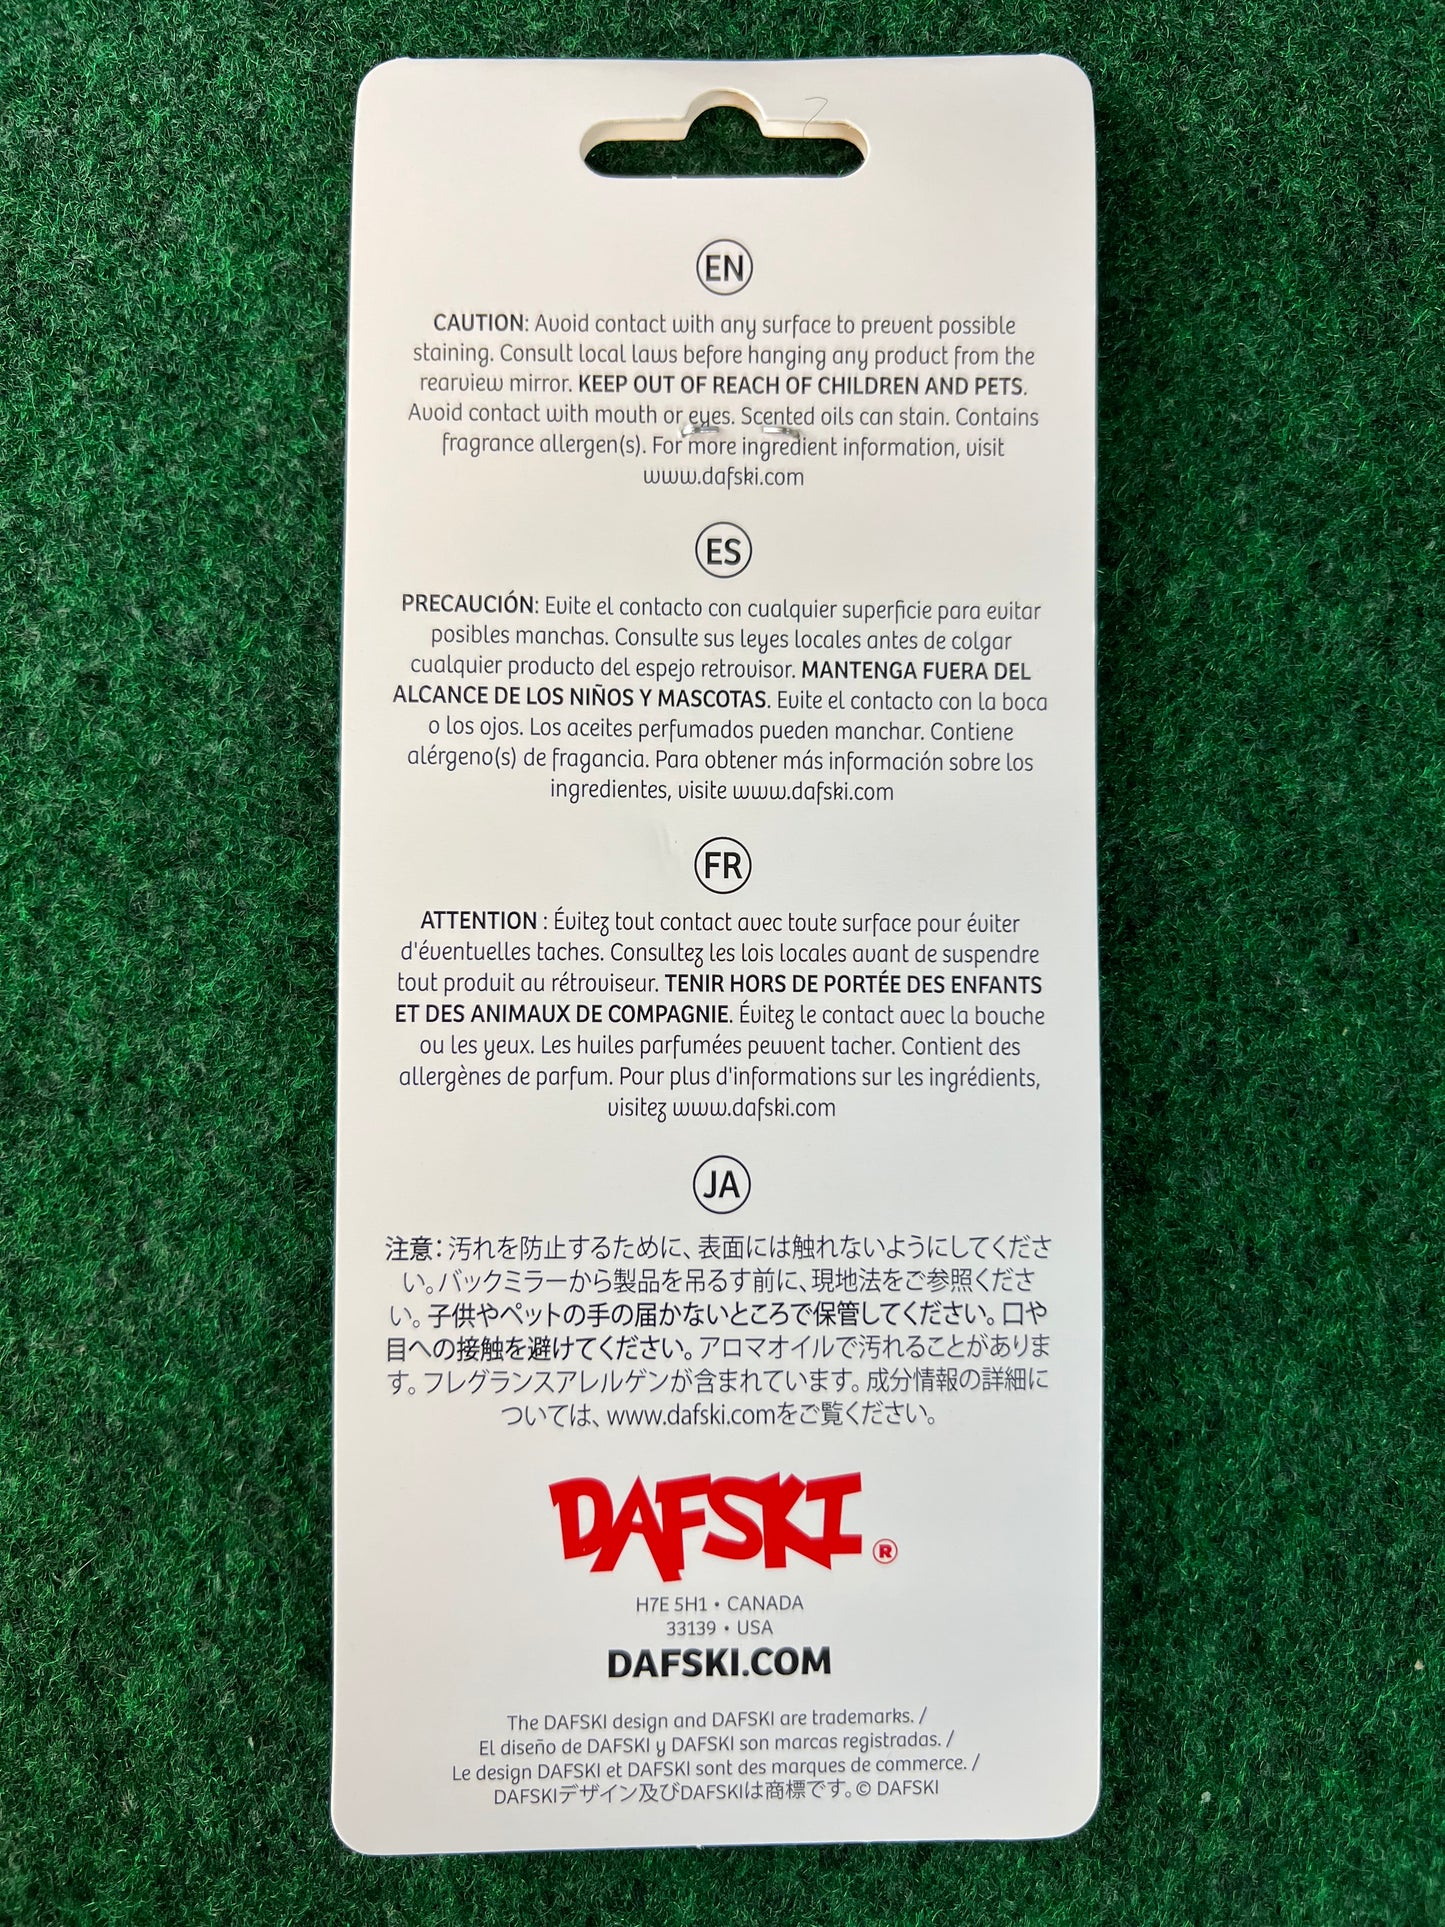 EN
CAUTION: Avoid contact with any surface to prevent possible
staining. Consult local laws before hanging any product from the
rearview mirror. KEEP OUT OF REACH OF CHILDREN AND PETS.
Avoid contact with mouth or eyes. Scented oils can stain. Contains
fragrance allergen(s). For more ingredient information, visit
www.dafski.com
ES
PRECAUCIÓN: Evite el contacto con cualquier superficie para evitar
posibles manchas. Consulte sus leyes locales antes de colgar
cualquier producto del espejo retrovisor. MANTENGA FUERA DEL
ALCANCE DE LOS NIÑOS Y MASCOTAS. Evite el contacto con la boca
o los ojos. Los aceites perfumados pueden manchar. Contiene
alérgeno(s) de fragancia. Para obtener más información sobre los
ingredientes, visite www.dafski.com
FR
ATTENTION : Évitez tout contact avec toute surface pour éviter
d'éventuelles taches. Consultez les lois locales avant de suspendre
tout produit au rétroviseur. TENIR HORS DE PORTÉE DES ENFANTS
ET DES ANIMAUX DE COMPAGNIE. Évitez le contact avec la bouche
ou les yeux. Les huiles parfumées peuvent tacher. Contient des
allergènes de parfum. Pour plus d'informations sur les ingrédients,
visitez www.dafski.com
JA
注意：汚れを防止するために、表面には触れないようにしてくださ
い。バックミラーから製品を吊るす前に、現地法をご参照くださ
い。子供やペットの手の届かないところで保管してください。口や
目への接触を避けてください。アロマオイルで汚れることがありま
す。フレグランスアレルゲンが含まれています。成分情報の詳細に
ついては、www.dafski.comをご覧ください。
DAFSKI®
H7E 5H1 • CANADA
33139 • USA
DAFSKI.COM
The DAFSKI design and DAFSKI are trademarks. /
El diseño de DAFSKI y DAFSKI son marcas registradas. /
Le design DAFSKI et DAFSKI sont des marques de commerce. /
DAFSKIデザイン及びDAFSKIは商標です。© DAFSKI